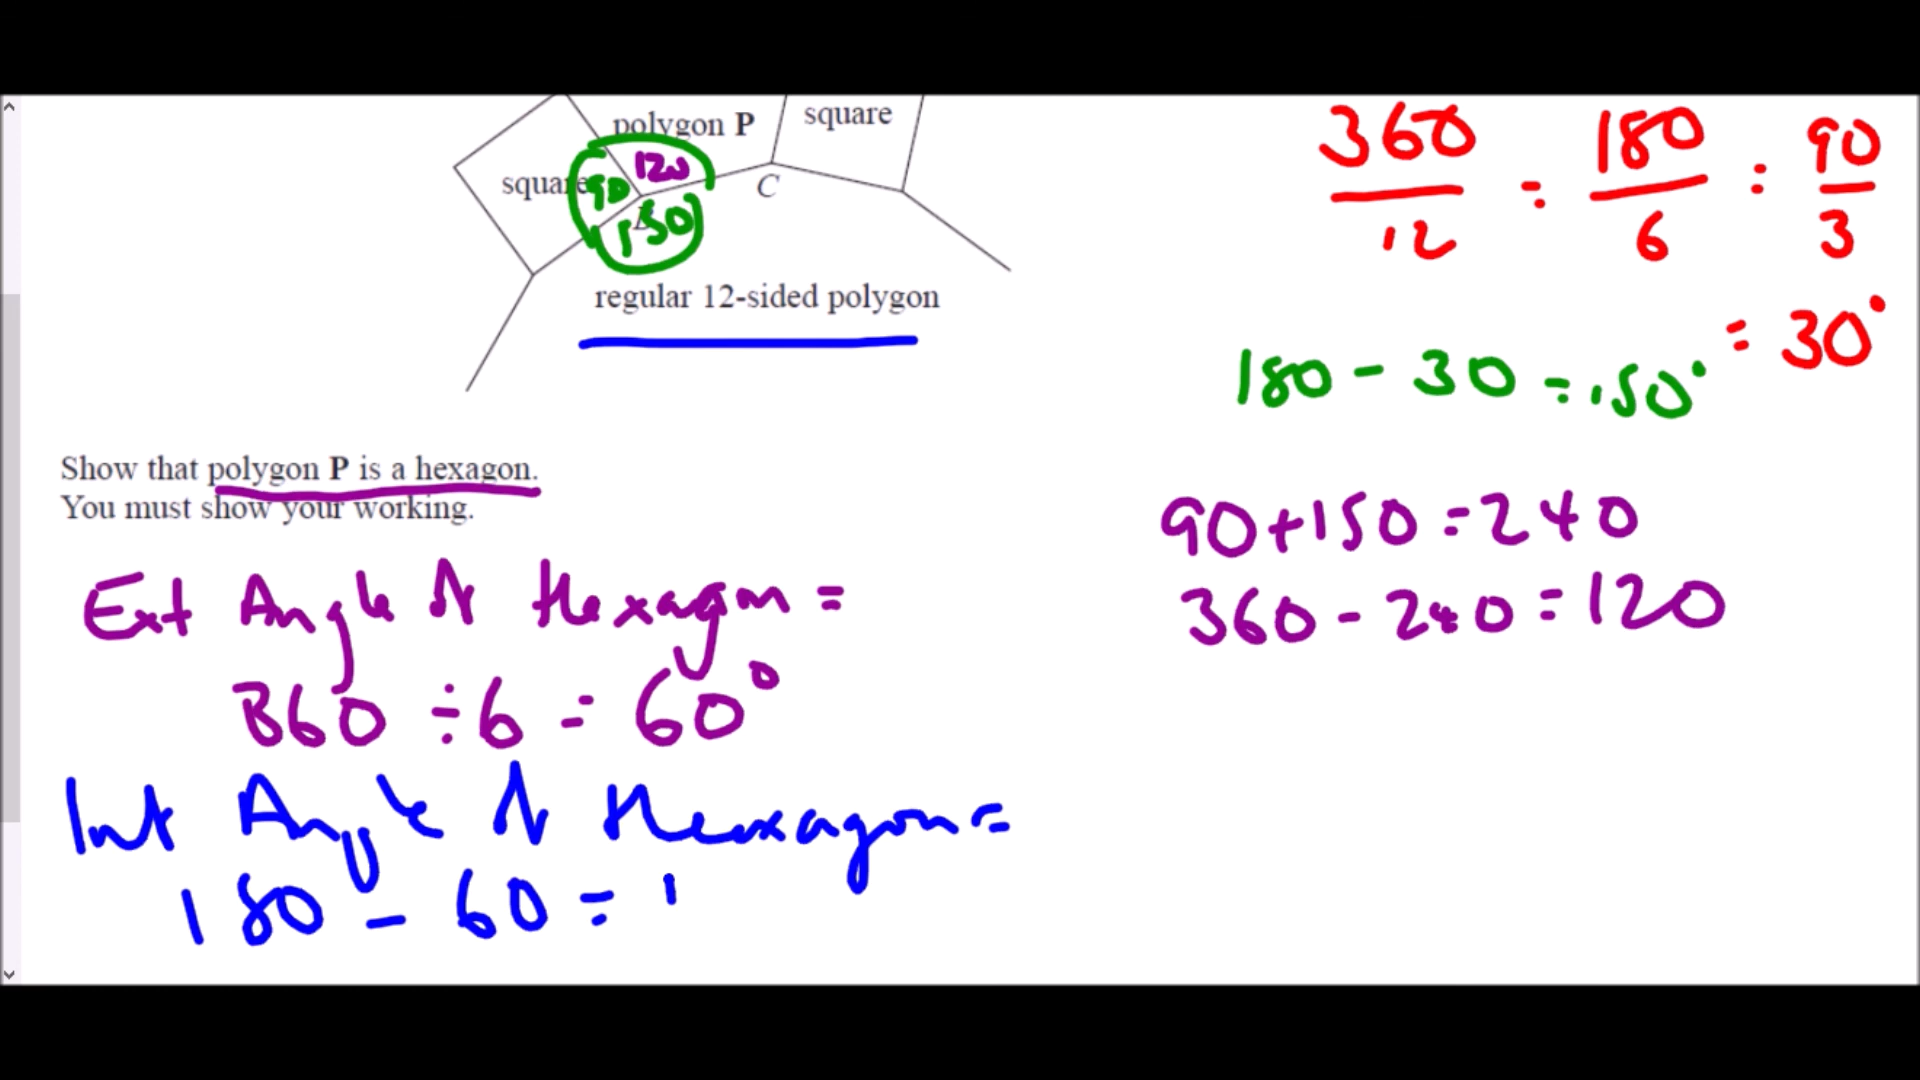 polygon P
square
square
120
90
150
C
regular 12-sided polygon
360/12 = 180/6 = 90/3
= 30°
180 - 30 = 150°
Show that polygon P is a hexagon.
You must show your working.
90+150=240
360-240=120
Ext Angle of Hexagon =
360 ÷ 6 = 60°
Int Angle of Hexagon =
180 - 60 = 1